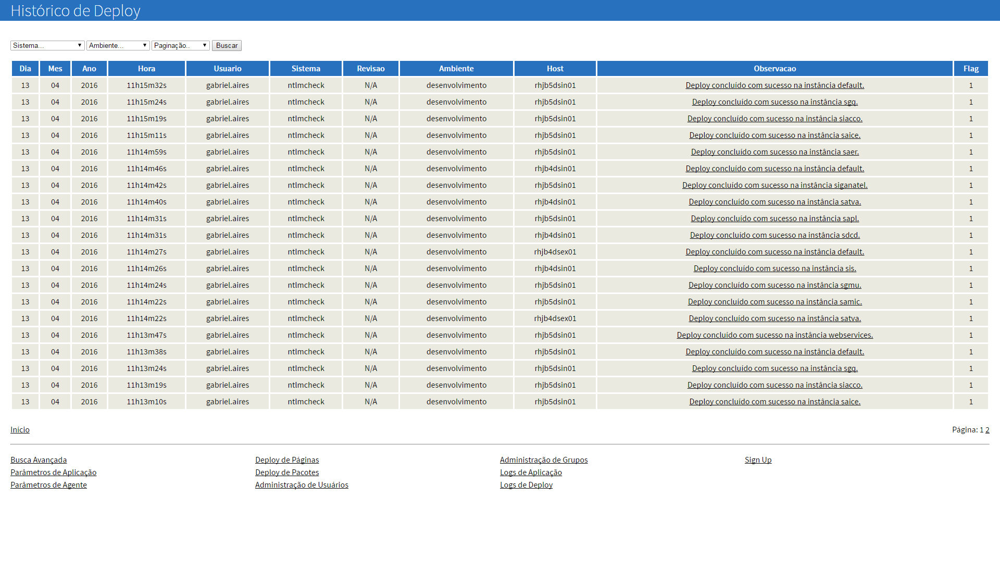 Histórico de Deploy
Sistema... Ambiente... Paginação.. Buscar
Dia Mes Ano Hora Usuario Sistema Revisao Ambiente Host Observacao Flag
13 04 2016 11h15m32s gabriel.aires ntlmcheck N/A desenvolvimento rhjb5dsin01 Deploy concluído com sucesso na instância default. 1
13 04 2016 11h15m24s gabriel.aires ntlmcheck N/A desenvolvimento rhjb5dsin01 Deploy concluído com sucesso na instância sgq. 1
13 04 2016 11h15m19s gabriel.aires ntlmcheck N/A desenvolvimento rhjb5dsin01 Deploy concluído com sucesso na instância siacco. 1
13 04 2016 11h15m11s gabriel.aires ntlmcheck N/A desenvolvimento rhjb5dsin01 Deploy concluído com sucesso na instância saice. 1
13 04 2016 11h14m59s gabriel.aires ntlmcheck N/A desenvolvimento rhjb5dsin01 Deploy concluído com sucesso na instância saer. 1
13 04 2016 11h14m46s gabriel.aires ntlmcheck N/A desenvolvimento rhjb4dsin01 Deploy concluído com sucesso na instância default. 1
13 04 2016 11h14m42s gabriel.aires ntlmcheck N/A desenvolvimento rhjb5dsin01 Deploy concluído com sucesso na instância siganatel. 1
13 04 2016 11h14m40s gabriel.aires ntlmcheck N/A desenvolvimento rhjb4dsin01 Deploy concluído com sucesso na instância satva. 1
13 04 2016 11h14m31s gabriel.aires ntlmcheck N/A desenvolvimento rhjb5dsin01 Deploy concluído com sucesso na instância sapl. 1
13 04 2016 11h14m31s gabriel.aires ntlmcheck N/A desenvolvimento rhjb4dsin01 Deploy concluído com sucesso na instância sdcd. 1
13 04 2016 11h14m27s gabriel.aires ntlmcheck N/A desenvolvimento rhjb4dsex01 Deploy concluído com sucesso na instância default. 1
13 04 2016 11h14m26s gabriel.aires ntlmcheck N/A desenvolvimento rhjb4dsin01 Deploy concluído com sucesso na instância sis. 1
13 04 2016 11h14m24s gabriel.aires ntlmcheck N/A desenvolvimento rhjb5dsin01 Deploy concluído com sucesso na instância sgmu. 1
13 04 2016 11h14m22s gabriel.aires ntlmcheck N/A desenvolvimento rhjb5dsin01 Deploy concluído com sucesso na instância samic. 1
13 04 2016 11h14m22s gabriel.aires ntlmcheck N/A desenvolvimento rhjb4dsex01 Deploy concluído com sucesso na instância satva. 1
13 04 2016 11h13m47s gabriel.aires ntlmcheck N/A desenvolvimento rhjb5dsin01 Deploy concluído com sucesso na instância webservices. 1
13 04 2016 11h13m38s gabriel.aires ntlmcheck N/A desenvolvimento rhjb5dsin01 Deploy concluído com sucesso na instância default. 1
13 04 2016 11h13m24s gabriel.aires ntlmcheck N/A desenvolvimento rhjb5dsin01 Deploy concluído com sucesso na instância sgq. 1
13 04 2016 11h13m19s gabriel.aires ntlmcheck N/A desenvolvimento rhjb5dsin01 Deploy concluído com sucesso na instância siacco. 1
13 04 2016 11h13m10s gabriel.aires ntlmcheck N/A desenvolvimento rhjb5dsin01 Deploy concluído com sucesso na instância saice. 1
Início Página: 1 2
Busca Avançada Deploy de Páginas Administração de Grupos Sign Up
Parâmetros de Aplicação Deploy de Pacotes Logs de Aplicação
Parâmetros de Agente Administração de Usuários Logs de Deploy